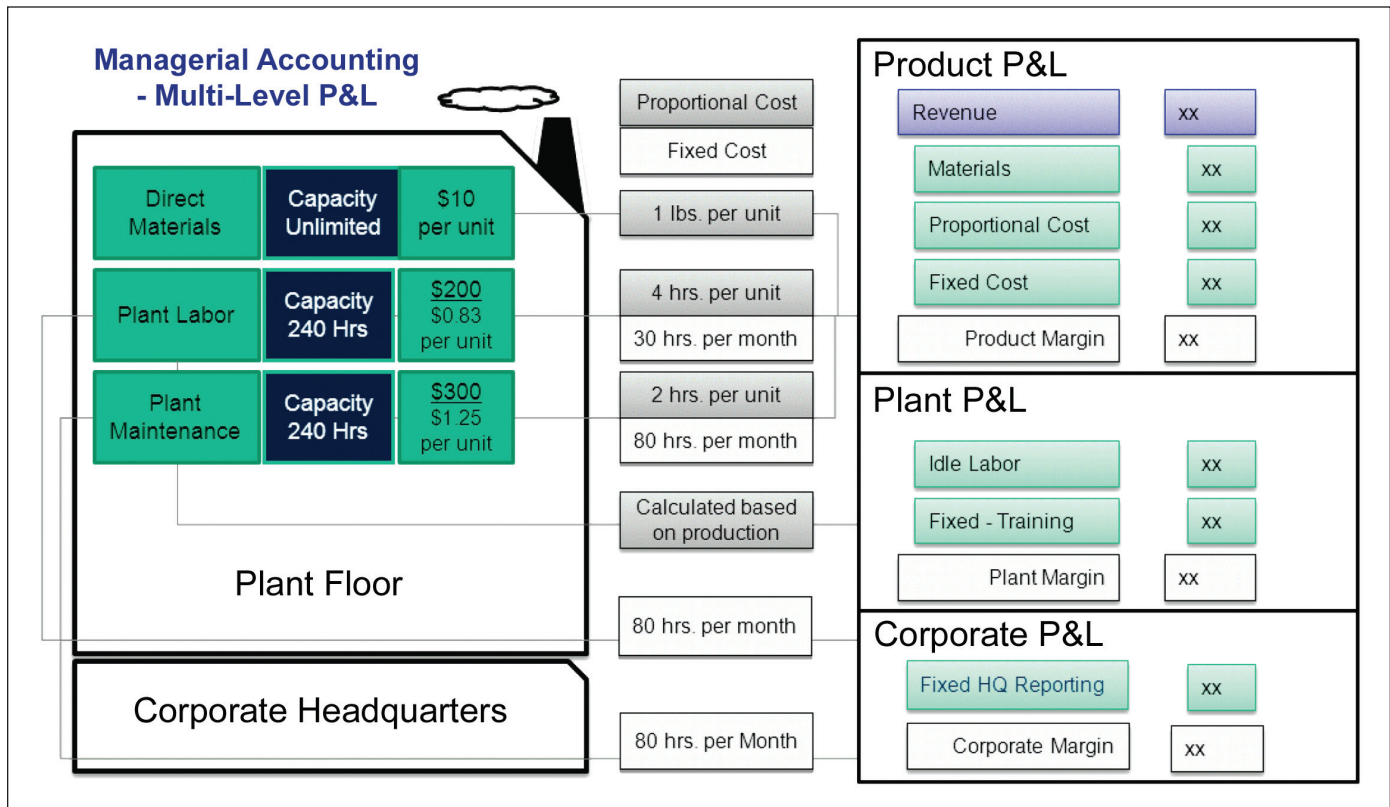 Managerial Accounting
- Multi-Level P&L
Direct
Materials
Capacity
Unlimited
$10
per unit
Plant Labor
Capacity
240 Hrs
$200
$0.83
per unit
Plant
Maintenance
Capacity
240 Hrs
$300
$1.25
per unit
Plant Floor
Corporate Headquarters
Proportional Cost
Fixed Cost
1 lbs. per unit
4 hrs. per unit
30 hrs. per month
2 hrs. per unit
80 hrs. per month
Calculated based
on production
80 hrs. per month
80 hrs. per Month
Product P&L
Revenue xx
Materials xx
Proportional Cost xx
Fixed Cost xx
Product Margin xx
Plant P&L
Idle Labor xx
Fixed - Training xx
Plant Margin xx
Corporate P&L
Fixed HQ Reporting xx
Corporate Margin xx